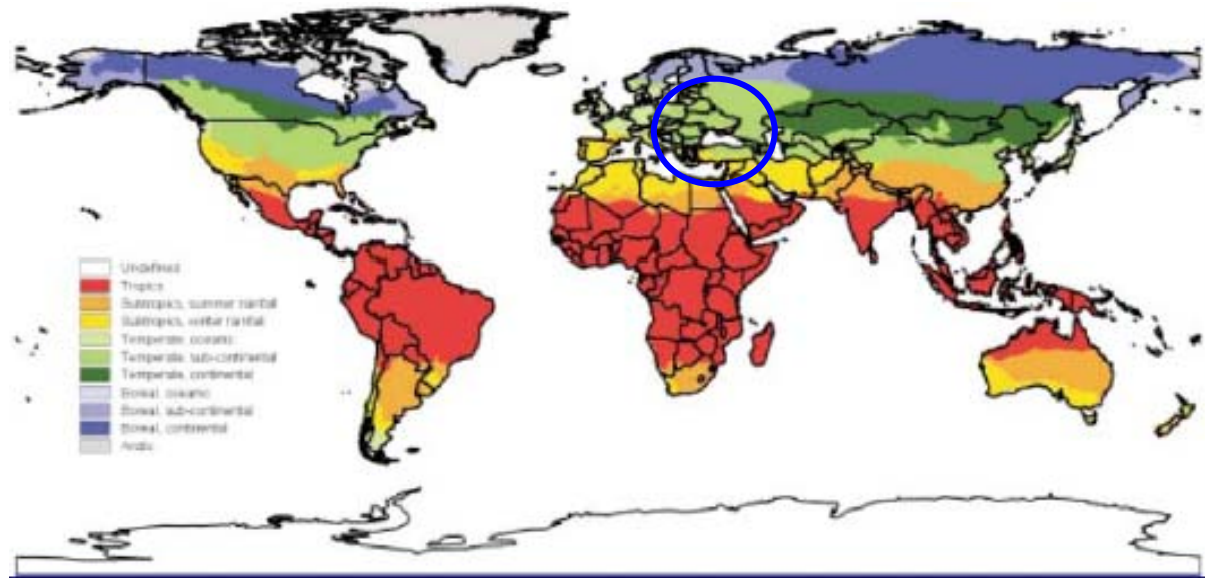 Undefined
Tropics
Subtropics, summer rainfall
Subtropics, winter rainfall
Temperate, oceanic
Temperate, sub-continental
Temperate, continental
Boreal, oceanic
Boreal, sub-continental
Boreal, continental
Arctic